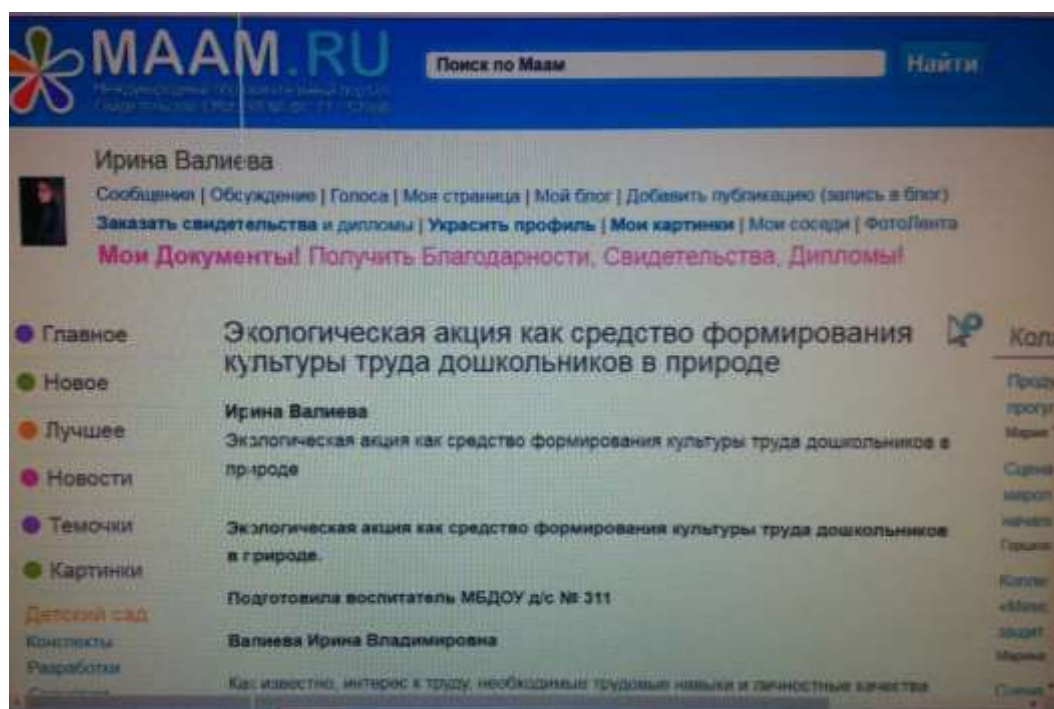 MAAM.RU
Поиск по Маам
Найти
Ирина Валиева
Сообщения | Обсуждение | Голоса | Моя страница | Мой блог | Добавить публикацию (запись в блог)
Заказать свидетельства и дипломы | Украсить профиль | Мои картинки | Мои соседи | ФотоЛента
Мои Документы! Получить Благодарности, Свидетельства, Дипломы!
Главное
Новое
Лучшее
Новости
Темочки
Картинки
Детский сад
Конспекты
Разработки
Экологическая акция как средство формирования
культуры труда дошкольников в природе
Ирина Валиева
Экологическая акция как средство формирования культуры труда дошкольников в
природе
Экологическая акция как средство формирования культуры труда дошкольников
в природе.
Подготовила воспитатель МБДОУ д/с № 311
Валиева Ирина Владимировна
Как известно, интерес к труду, необходимые трудовые навыки и личностные качества